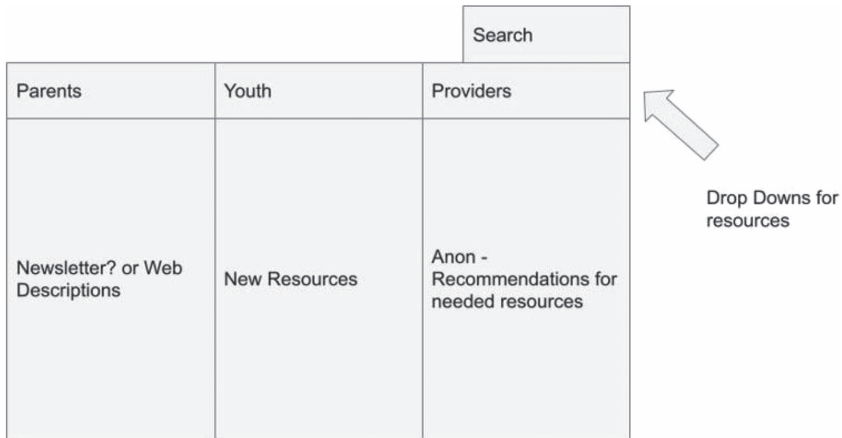 Search
Parents
Youth
Providers
Drop Downs for
resources
Newsletter? or Web
Descriptions
New Resources
Anon -
Recommendations for
needed resources